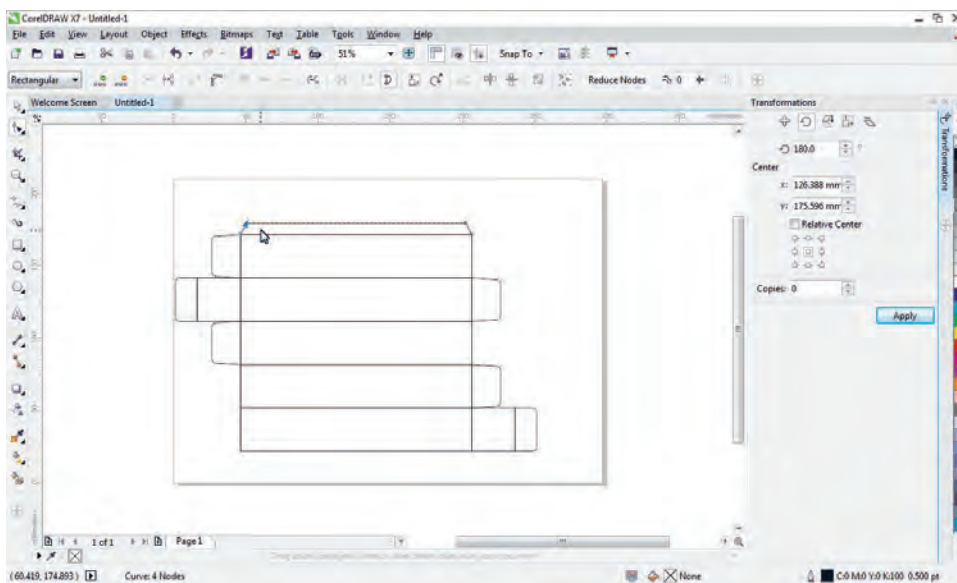 CorelDRAW X7 - Untitled-1
File Edit View Layout Object Effects Bitmaps Text Table Tools Window Help
51% Snap To
Rectangular Reduce Nodes 0
Welcome Screen Untitled-1
Transformations
180.0 °
Center
x: 126.388 mm
y: 175.596 mm
Relative Center
Copies: 0
Apply
Transformations
1 of 1 Page 1
(60.419, 174.893) Curve: 4 Nodes None C:0 M:0 Y:0 K:100 0.500 pt